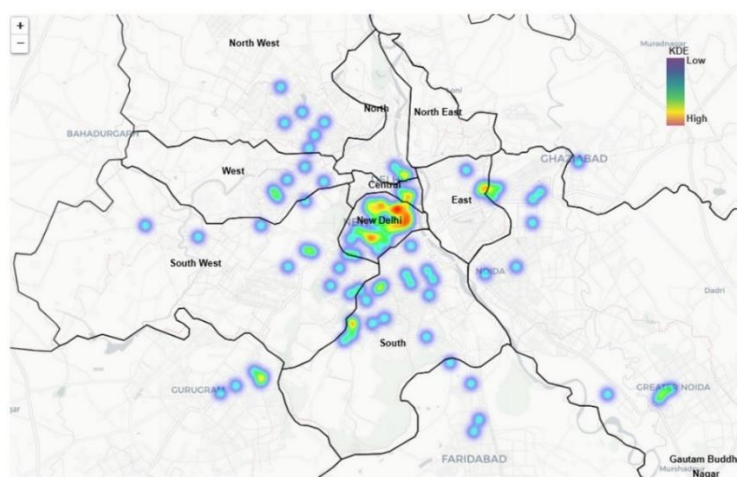 +
−
North West
Muradnagar
KDE
Low
High
North
North East
BAHADURGARH
GHAZIABAD
West
Central
East
New Delhi
South West
NOIDA
Dadri
South
GURUGRAM
GREATER NOIDA
FARIDABAD
Gautam Buddh
Nagar